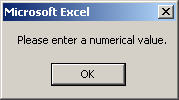 Microsoft Excel
Please enter a numerical value.
OK